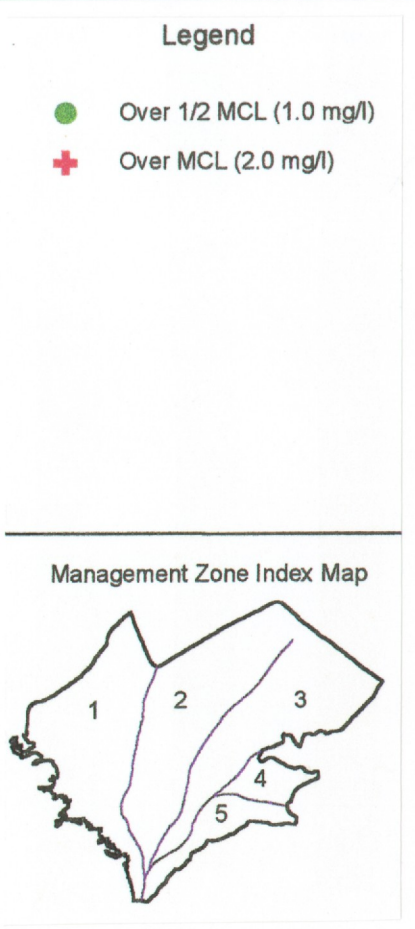 Legend
Over 1/2 MCL (1.0 mg/l)
Over MCL (2.0 mg/l)
Management Zone Index Map
1
2
3
4
5